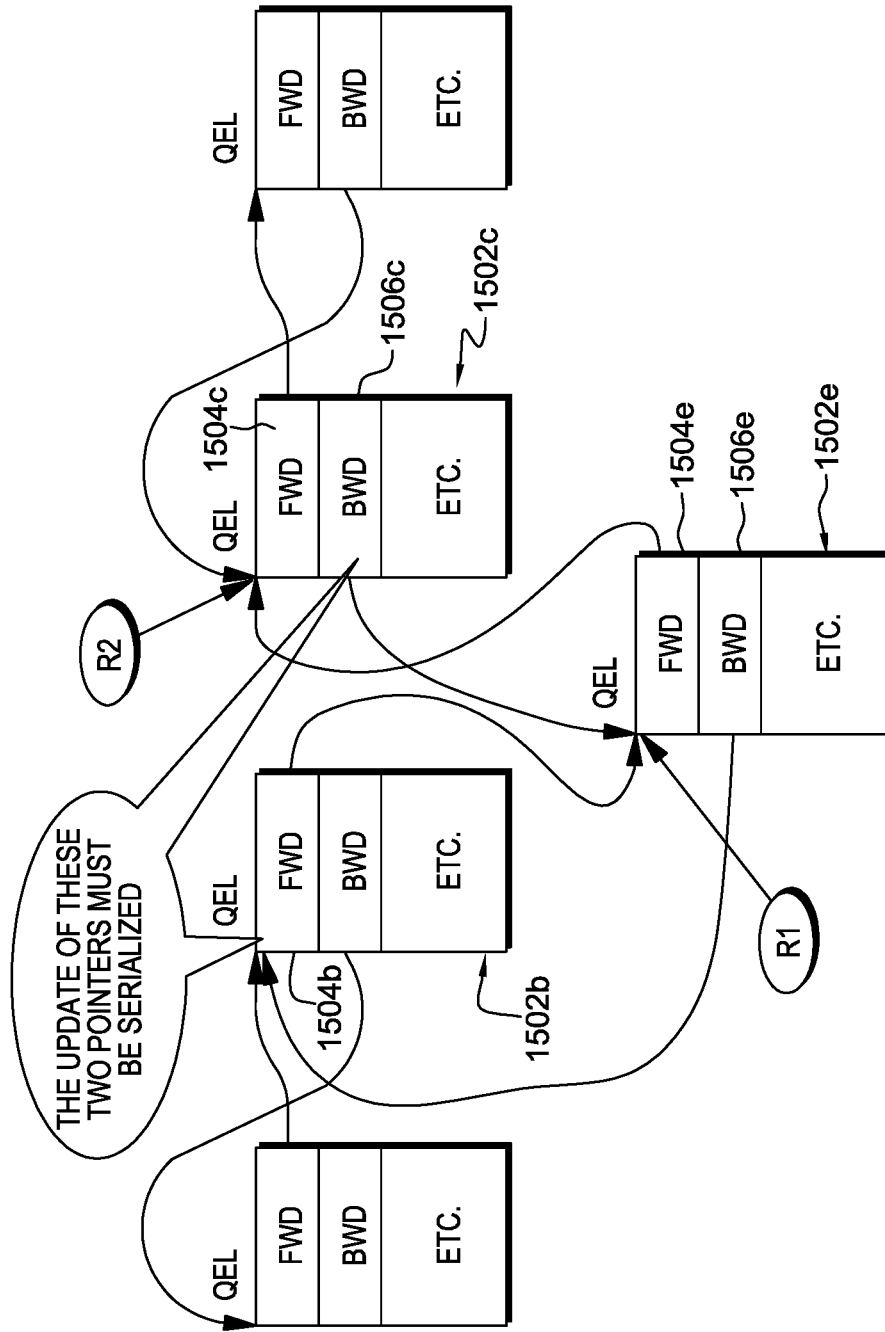 THE UPDATE OF THESE
TWO POINTERS MUST
BE SERIALIZED
R2
QEL
FWD
BWD
ETC.
QEL
FWD
BWD
ETC.
1504b
1502b
QEL
1504c
FWD
BWD
ETC.
1506c
1502c
QEL
FWD
BWD
ETC.
R1
QEL
FWD
BWD
ETC.
1504e
1506e
1502e